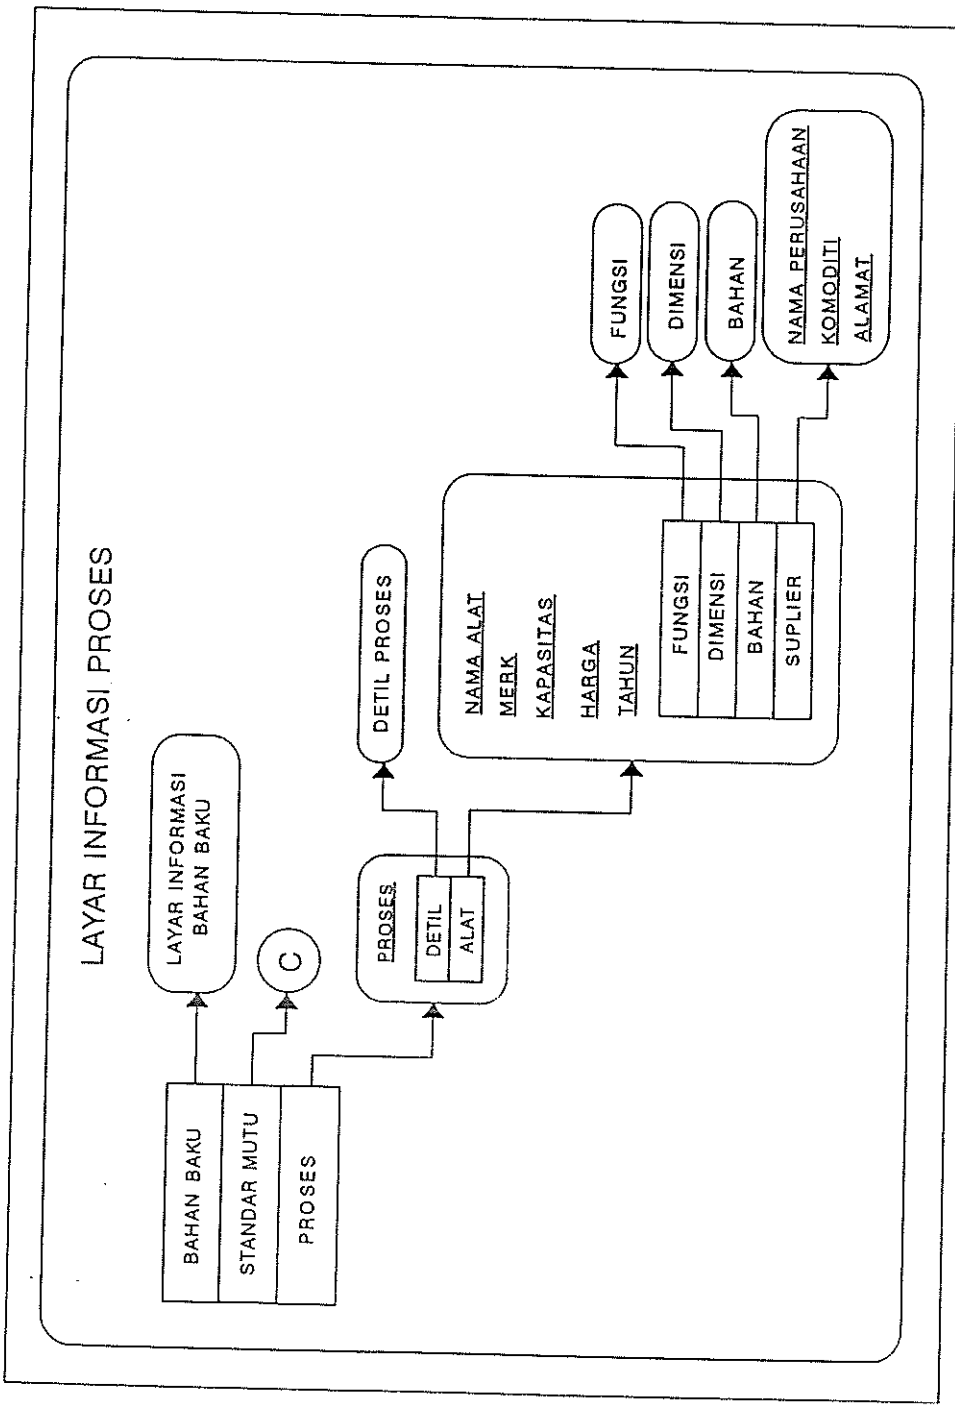 LAYAR INFORMASI PROSES
BAHAN BAKU
STANDAR MUTU
PROSES
LAYAR INFORMASI
BAHAN BAKU
C
PROSES
DETIL
ALAT
DETIL PROSES
NAMA ALAT
MERK
KAPASITAS
HARGA
TAHUN
FUNGSI
DIMENSI
BAHAN
SUPLIER
FUNGSI
DIMENSI
BAHAN
NAMA PERUSAHAAN
KOMODITI
ALAMAT